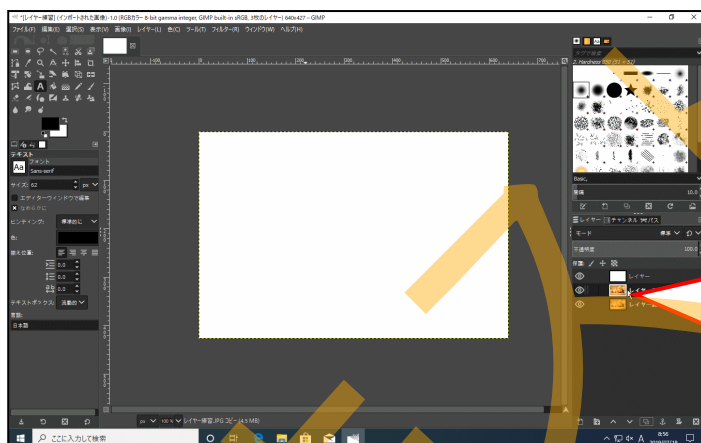 *[レイヤー練習] (インポートされた画像)-1.0 (RGBカラー 8-bit gamma integer, GIMP built-in sRGB, 3枚のレイヤー) 640x427 – GIMP
ファイル(F) 編集(E) 選択(S) 表示(V) 画像(I) レイヤー(L) 色(C) ツール(T) フィルター(R) ウィンドウ(W) ヘルプ(H)
2. Hardness 050 (51 × 51)
テキスト
フォント
Aa Sans-serif
サイズ: 62 px
エディターウィンドウで編集
なめらかに
ヒンティング: 標準的に
色:
揃え位置:
0.0
0.0
0.0
テキストボックス: 流動的
言語:
日本語
Basic,
間隔 10.0
レイヤー チャンネル パス
モード 標準
不透明度 100.0
保護:
レイヤー
px 100 % レイヤー練習.JPG コピー (4.5 MB)
ここに入力して検索
A 8:56